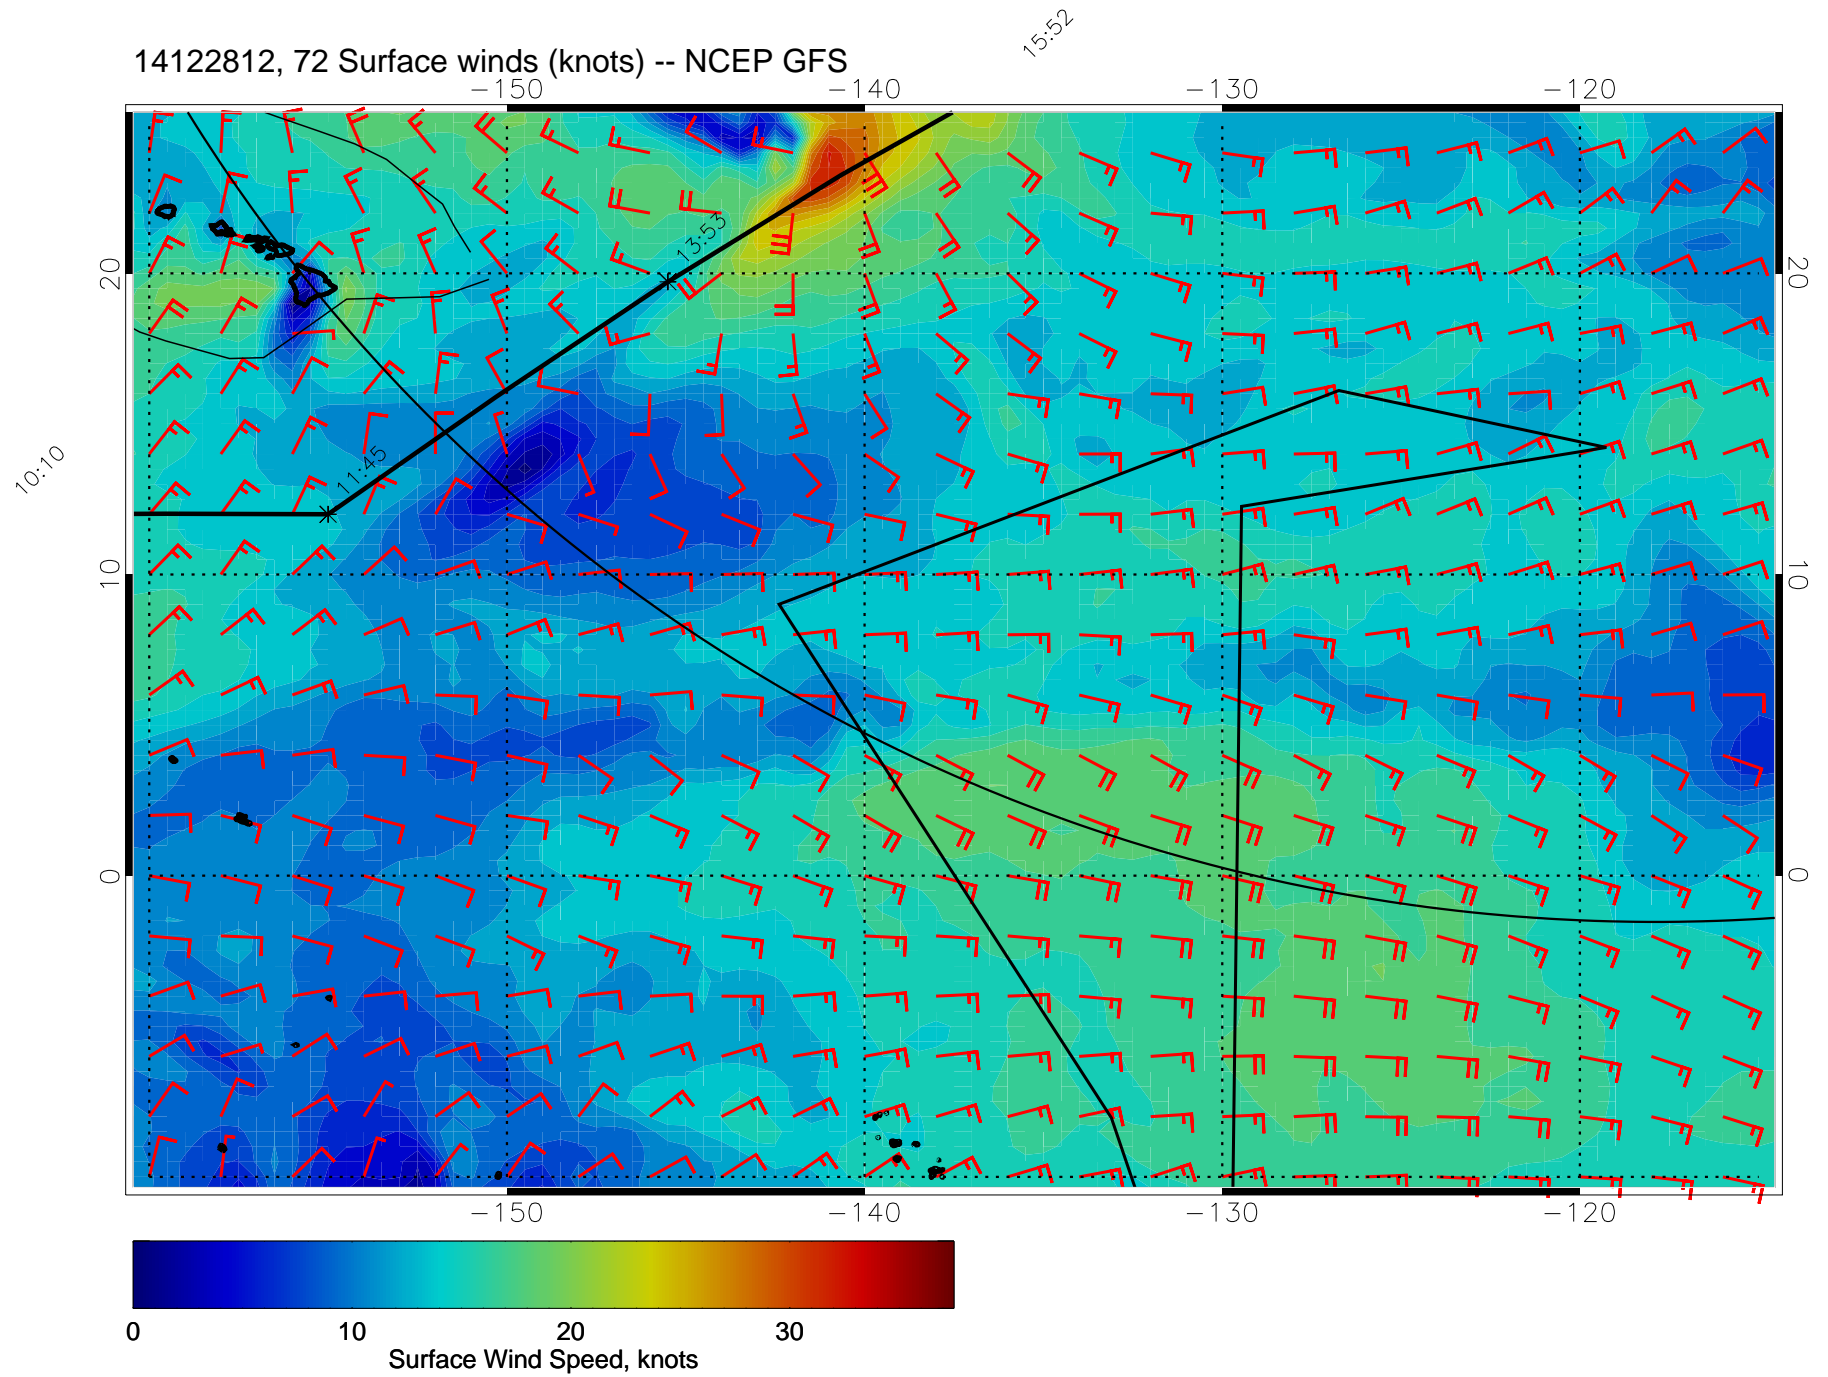 15:52
14122812, 72 Surface winds (knots) -- NCEP GFS
−150 −140 −130 −120
13:53
20 20
11:45
10:10
10 10
0 0
−150 −140 −130 −120
0 10 20 30
Surface Wind Speed, knots